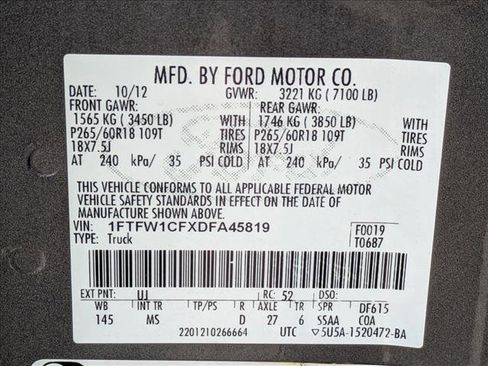 MFD. BY FORD MOTOR CO.
DATE: 10/12 GVWR: 3221 KG ( 7100 LB)
FRONT GAWR: REAR GAWR:
1565 KG ( 3450 LB) WITH 1746 KG ( 3850 LB) WITH
P265/60R18 109T TIRES P265/60R18 109T TIRES
18X7.5J RIMS 18X7.5J RIMS
AT 240 kPa/ 35 PSI COLD AT 240 kPa/ 35 PSI COLD
THIS VEHICLE CONFORMS TO ALL APPLICABLE FEDERAL MOTOR
VEHICLE SAFETY STANDARDS IN EFFECT ON THE DATE OF
MANUFACTURE SHOWN ABOVE.
VIN: 1FTFW1CFXDFA45819 F0019
TYPE: Truck T0687
EXT PNT: UJ RC: 52 DSO:
WB INT TR TP/PS R AXLE TR SPR DF615
145 MS D 27 6 SSAA COA
2201210266664 UTC 5U5A-1520472-BA